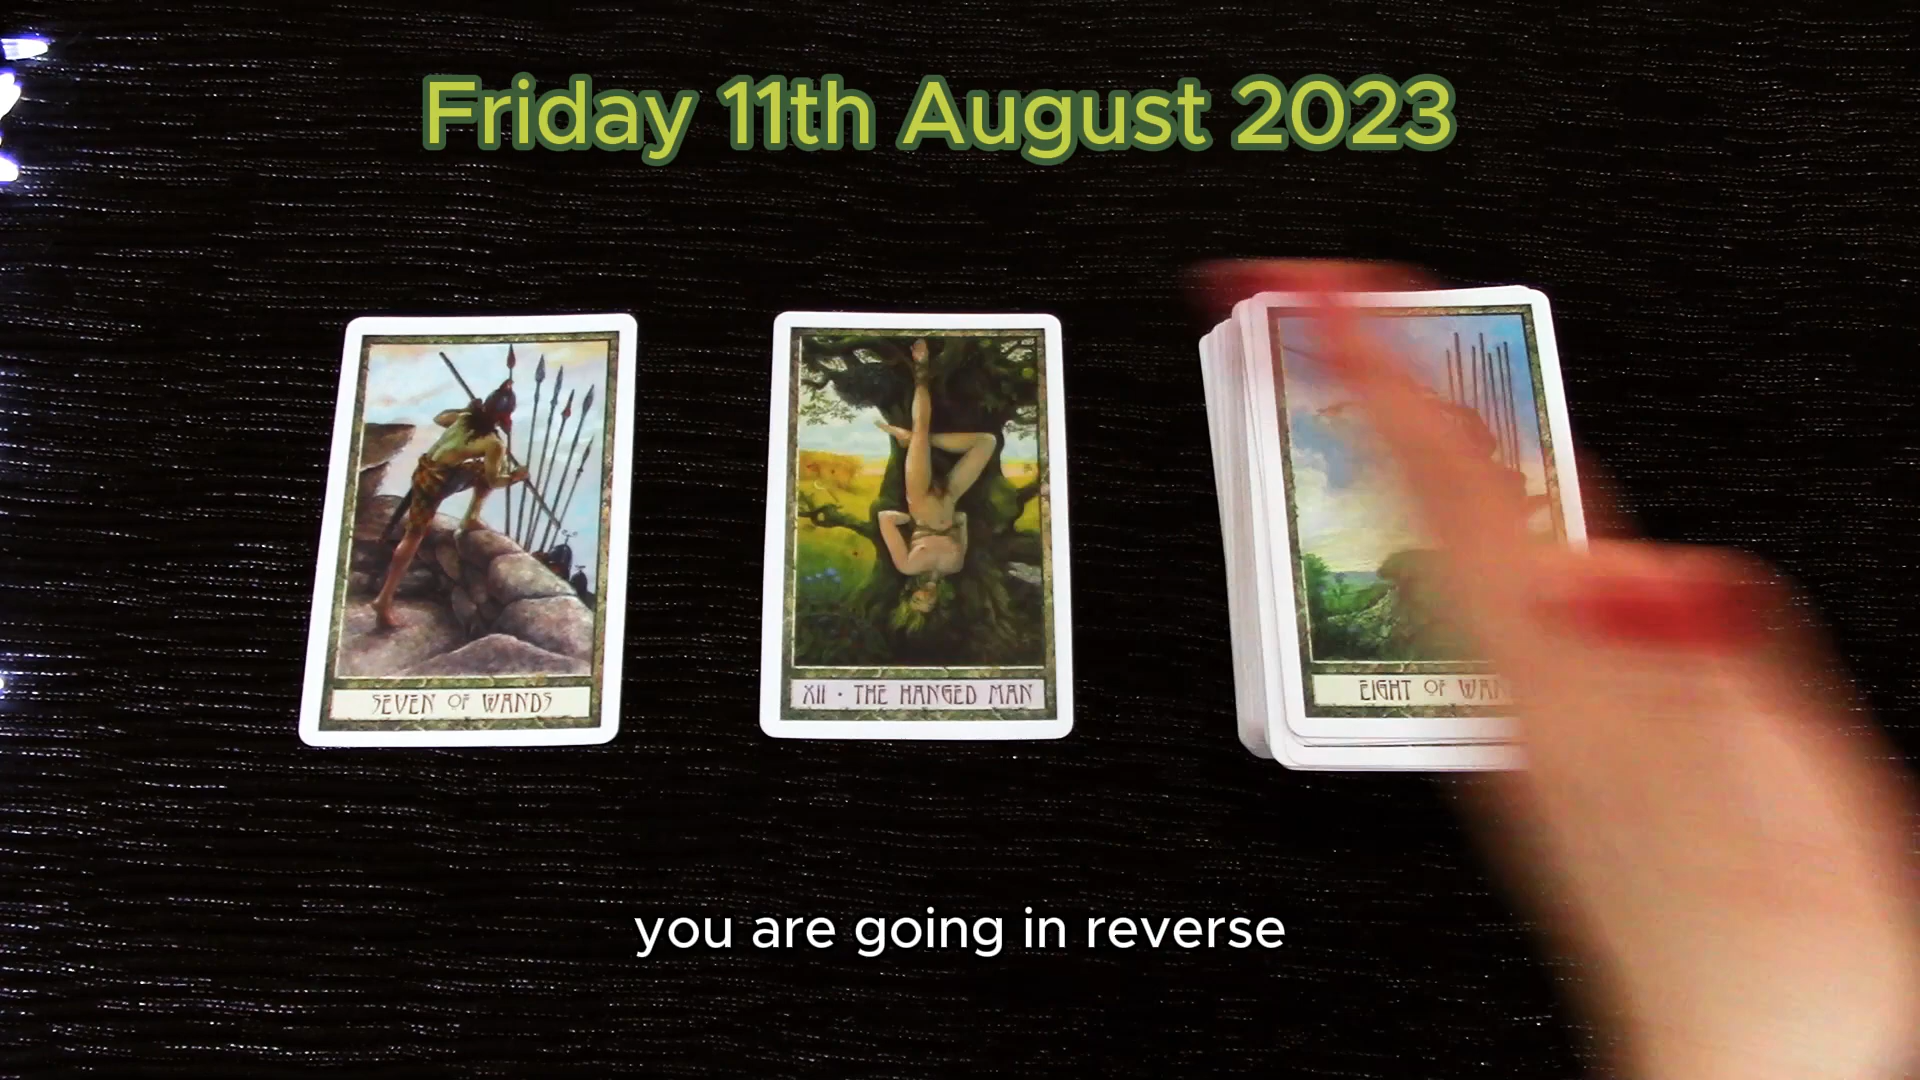 Friday 11th August 2023
SEVEN OF WANDS
XII • THE HANGED MAN
EIGHT OF
you are going in reverse